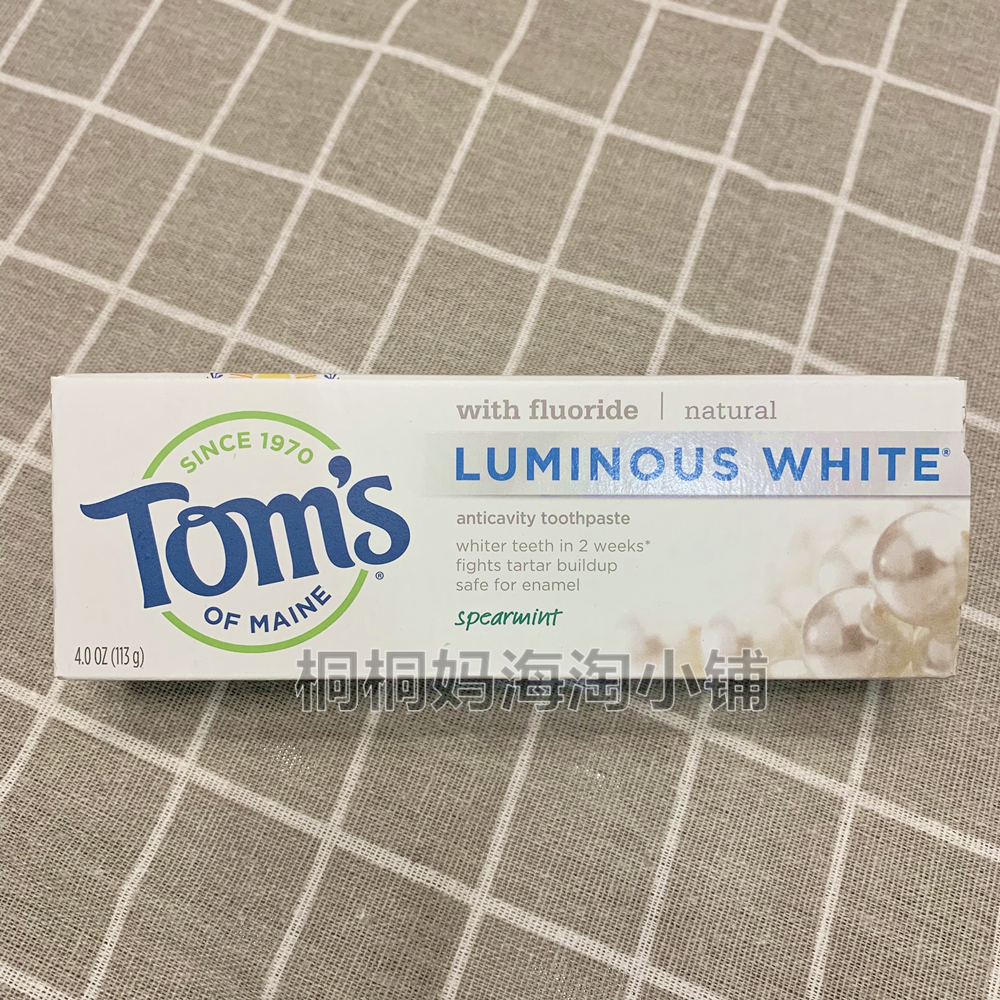 SINCE 1970
Tom's®
OF MAINE
4.0 OZ (113 g)
with fluoride | natural
LUMINOUS WHITE®
anticavity toothpaste
whiter teeth in 2 weeks*
fights tartar buildup
safe for enamel
spearmint
桐桐妈海淘小铺